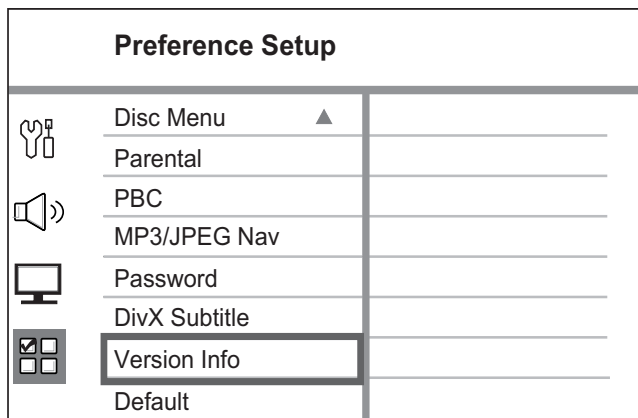 Preference Setup
Disc Menu
Parental
PBC
MP3/JPEG Nav
Password
DivX Subtitle
Version Info
Default